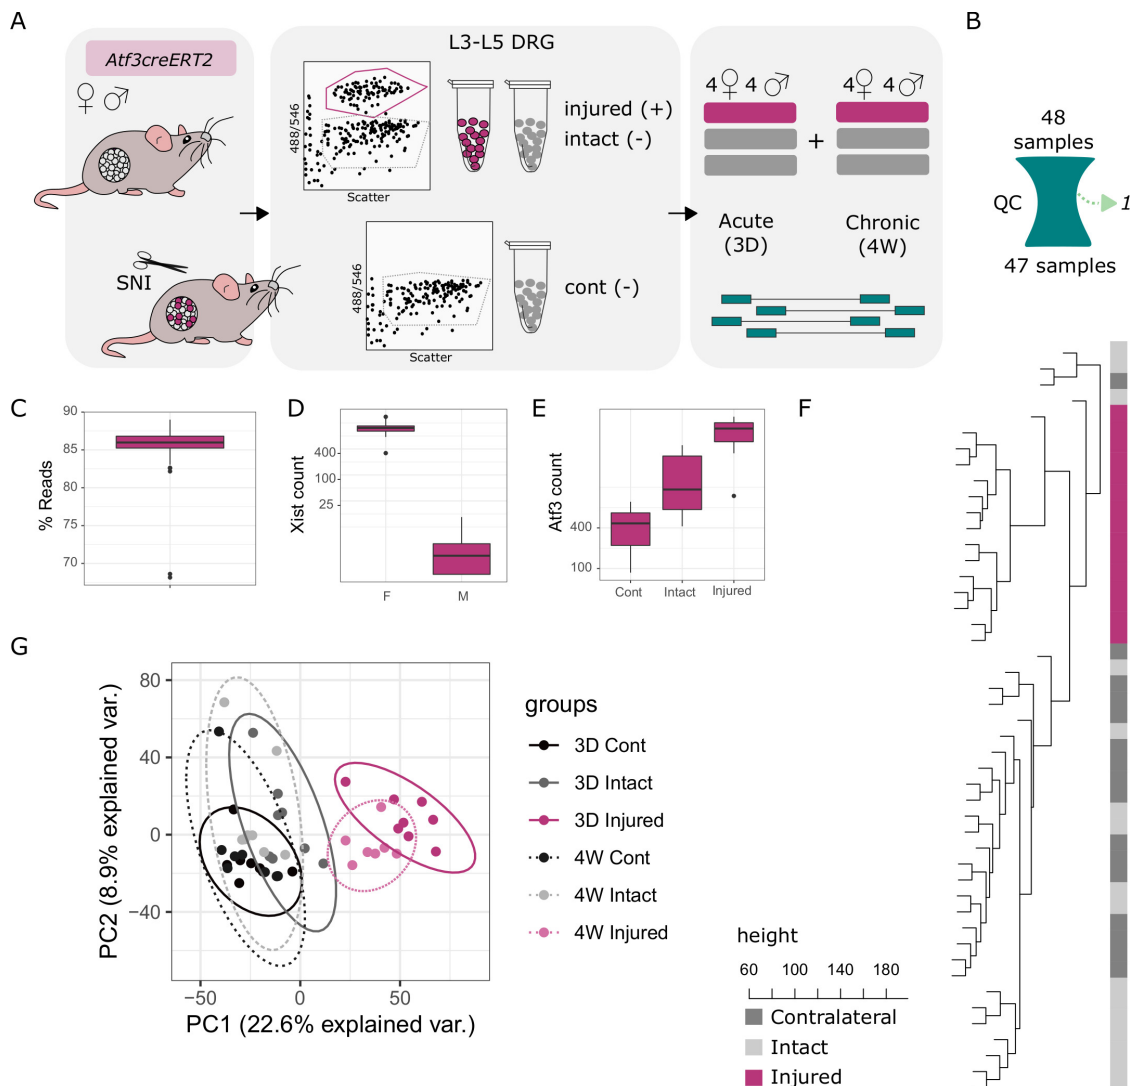 A
Atf3creERT2
♀ ♂
SNI
L3-L5 DRG
488/546
Scatter
injured (+)
intact (-)
488/546
Scatter
cont (-)
4♀ 4♂
4♀ 4♂
+
Acute
(3D)
Chronic
(4W)
B
48
samples
QC
1
47 samples
C
% Reads
90
85
80
75
70
D
Xist count
400
100
25
F
M
E
Atf3 count
400
100
Cont
Intact
Injured
F
G
PC2 (8.9% explained var.)
80
40
0
−40
−50
0
50
PC1 (22.6% explained var.)
groups
3D Cont
3D Intact
3D Injured
4W Cont
4W Intact
4W Injured
height
60
100
140
180
Contralateral
Intact
Injured